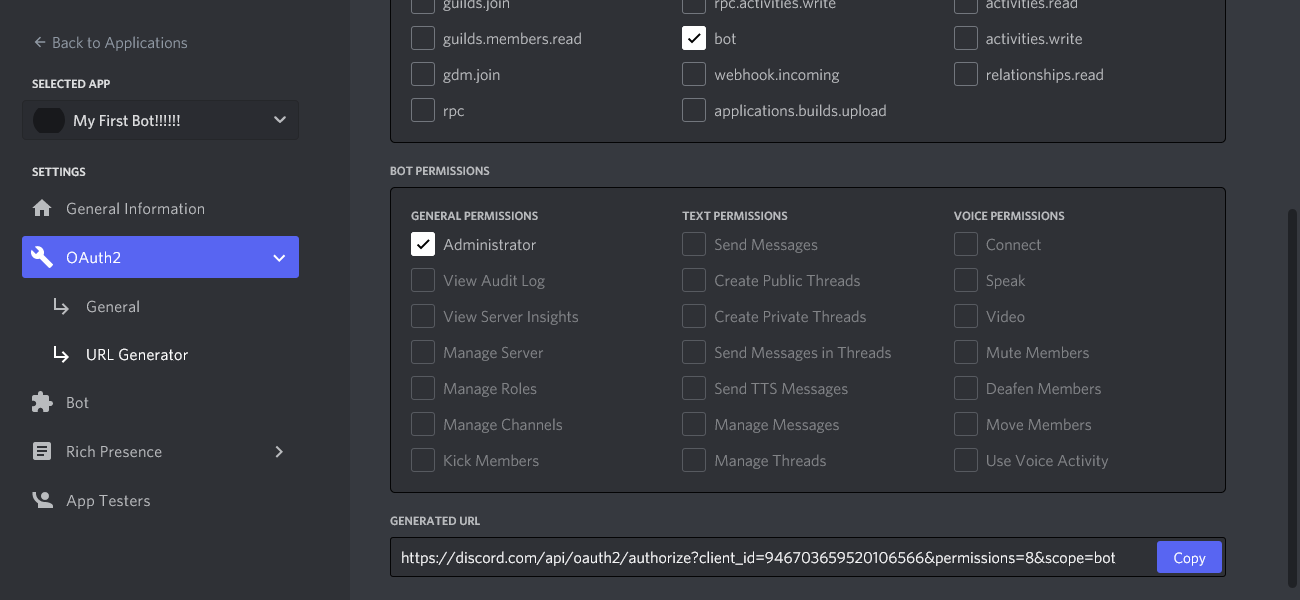 Back to Applications
SELECTED APP
My First Bot!!!!!!
SETTINGS
General Information
OAuth2
General
URL Generator
Bot
Rich Presence
App Testers
guilds.join rpc.activities.write activities.read
guilds.members.read bot activities.write
gdm.join webhook.incoming relationships.read
rpc applications.builds.upload
BOT PERMISSIONS
GENERAL PERMISSIONS TEXT PERMISSIONS VOICE PERMISSIONS
Administrator Send Messages Connect
View Audit Log Create Public Threads Speak
View Server Insights Create Private Threads Video
Manage Server Send Messages in Threads Mute Members
Manage Roles Send TTS Messages Deafen Members
Manage Channels Manage Messages Move Members
Kick Members Manage Threads Use Voice Activity
GENERATED URL
https://discord.com/api/oauth2/authorize?client_id=946703659520106566&permissions=8&scope=bot Copy